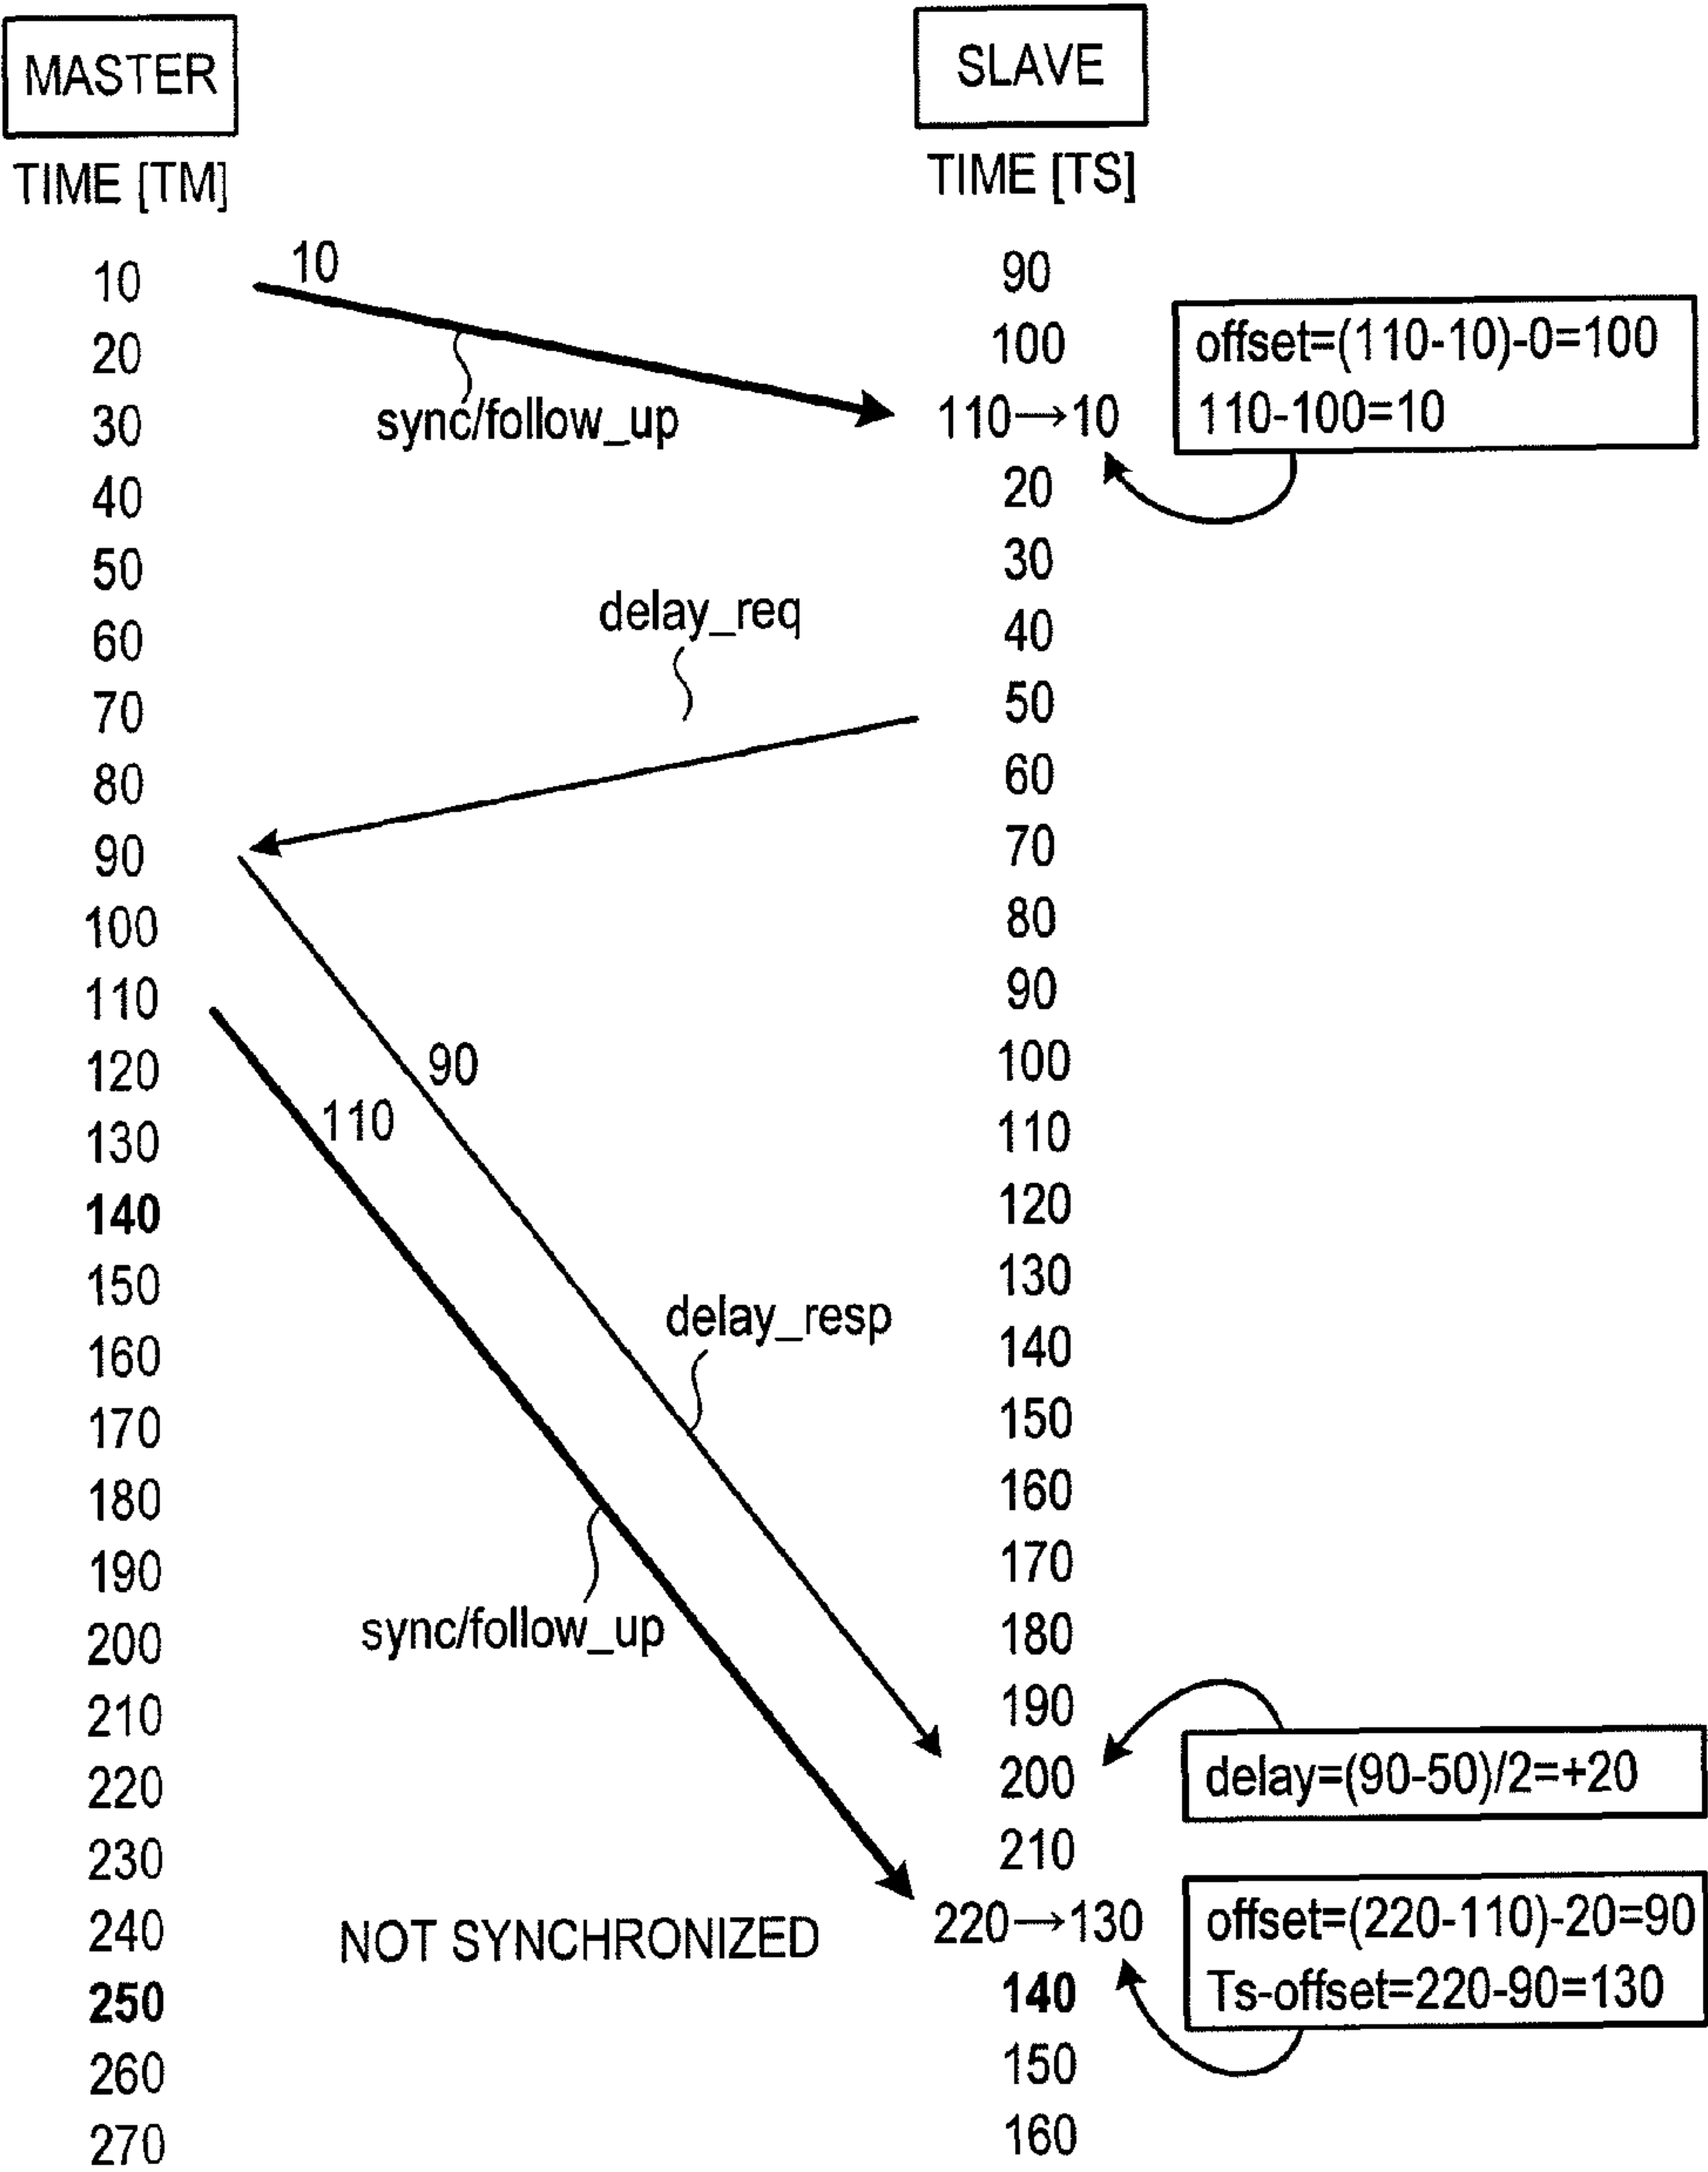 MASTER SLAVE
TIME [TM] TIME [TS]
10 10 90
20 100 offset=(110-10)-0=100
30 sync/follow_up 110→10 110-100=10
40 20
50 30
60 delay_req 40
70 50
80 60
90 70
100 80
110 90
120 90 100
130 110 110
140 120
150 130
160 delay_resp 140
170 150
180 160
190 170
200 sync/follow_up 180
210 190
220 200 delay=(90-50)/2=+20
230 210
240 NOT SYNCHRONIZED 220→130 offset=(220-110)-20=90
250 140 Ts-offset=220-90=130
260 150
270 160